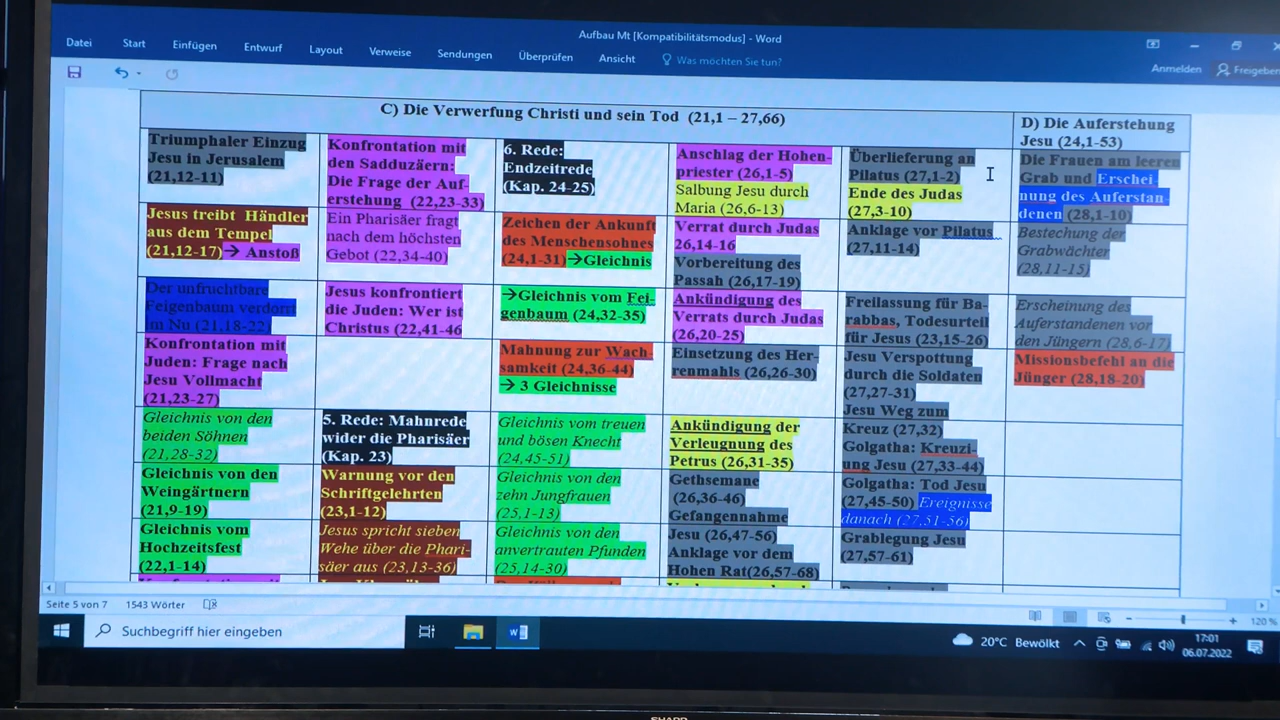 Aufbau Mt [Kompatibilitätsmodus] - Word
Datei Start Einfügen Entwurf Layout Verweise Sendungen Überprüfen Ansicht Was möchten Sie tun?
Anmelden Freigeben
C) Die Verwerfung Christi und sein Tod (21,1 – 27,66)
D) Die Auferstehung
Jesu (24,1-53)
Triumphaler Einzug
Jesu in Jerusalem
(21,12-11)
Konfrontation mit
den Sadduzäern:
Die Frage der Auf-
erstehung (22,23-33)
6. Rede:
Endzeitrede
(Kap. 24-25)
Anschlag der Hohen-
priester (26,1-5)
Salbung Jesu durch
Maria (26,6-13)
Überlieferung an
Pilatus (27,1-2)
Ende des Judas
(27,3-10)
Die Frauen am leeren
Grab und Erschei-
nung des Auferstan-
denen (28,1-10)
Jesus treibt Händler
aus dem Tempel
(21,12-17)→ Anstoß
Ein Pharisäer fragt
nach dem höchsten
Gebot (22,34-40)
Zeichen der Ankunft
des Menschensohnes
(24,1-31)→Gleichnis
Verrat durch Judas
26,14-16
Vorbereitung des
Passah (26,17-19)
Anklage vor Pilatus
(27,11-14)
Bestechung der
Grabwächter
(28,11-15)
Der unfruchtbare
Feigenbaum verdorrt
im Nu (21,18-22)
Jesus konfrontiert
die Juden: Wer ist
Christus (22,41-46
→Gleichnis vom Fei-
genbaum (24,32-35)
Ankündigung des
Verrats durch Judas
(26,20-25)
Freilassung für Ba-
rabbas, Todesurteil
für Jesus (23,15-26)
Erscheinung des
Auferstandenen vor
den Jüngern (28,6-17)
Konfrontation mit
Juden: Frage nach
Jesu Vollmacht
(21,23-27)
Mahnung zur Wach-
samkeit (24,36-44)
→ 3 Gleichnisse
Einsetzung des Her-
renmahls (26,26-30)
Jesu Verspottung
durch die Soldaten
(27,27-31)
Jesu Weg zum
Kreuz (27,32)
Missionsbefehl an die
Jünger (28,18-20)
Gleichnis von den
beiden Söhnen
(21,28-32)
5. Rede: Mahnrede
wider die Pharisäer
(Kap. 23)
Gleichnis vom treuen
und bösen Knecht
(24,45-51)
Ankündigung der
Verleugnung des
Petrus (26,31-35)
Golgatha: Kreuzi-
ung Jesu (27,33-44)
Gleichnis von den
Weingärtnern
(21,9-19)
Warnung vor den
Schriftgelehrten
(23,1-12)
Gleichnis von den
zehn Jungfrauen
(25,1-13)
Gethsemane
(26,36-46)
Gefangennahme
Jesu (26,47-56)
Golgatha: Tod Jesu
(27,45-50) Ereignisse
danach (27,51-56)
Gleichnis vom
Hochzeitsfest
(22,1-14)
Jesus spricht sieben
Wehe über die Phari-
säer aus (23,13-36)
Gleichnis von den
anvertrauten Pfunden
(25,14-30)
Anklage vor dem
Hohen Rat(26,57-68)
Grablegung Jesu
(27,57-61)
Seite 5 von 7 1543 Wörter
120 %
Suchbegriff hier eingeben
20°C Bewölkt
17:01
06.07.2022